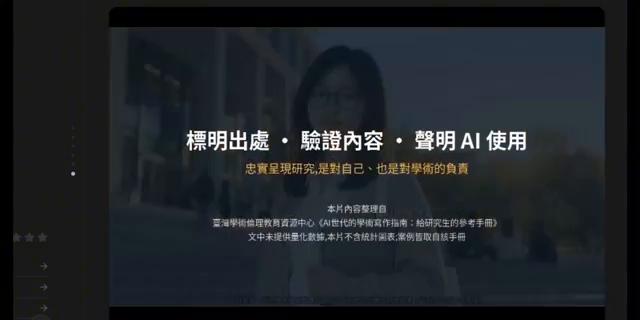 標明出處 • 驗證內容 • 聲明 AI 使用
忠實呈現研究,是對自己、也是對學術的負責
本片內容整理自
臺灣學術倫理教育資源中心《AI世代的學術寫作指南：給研究生的參考手冊》
文中未提供量化數據,本片不含統計圖表;案例皆取自該手冊